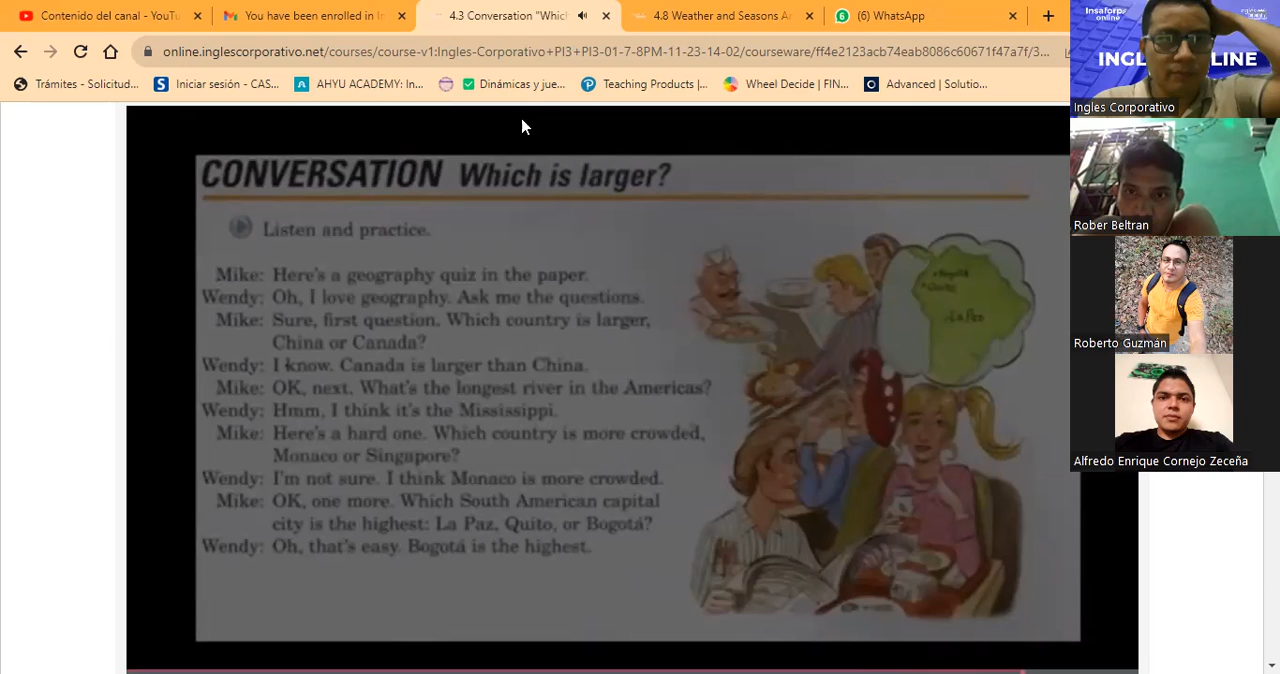 Contenido del canal - YouTu
You have been enrolled in In
4.3 Conversation "Which
4.8 Weather and Seasons Ar
(6) WhatsApp
online.inglescorporativo.net/courses/course-v1:Ingles-Corporativo+PI3+PI3-01-7-8PM-11-23-14-02/courseware/ff4e2123acb74eab8086c60671f47a7f/3...
Trámites - Solicitud...
Iniciar sesión - CAS...
AHYU ACADEMY: In...
Dinámicas y jue...
Teaching Products |...
Wheel Decide | FIN...
Advanced | Solutio...
CONVERSATION Which is larger?
Listen and practice.
Mike: Here's a geography quiz in the paper.
Wendy: Oh, I love geography. Ask me the questions.
Mike: Sure, first question. Which country is larger,
China or Canada?
Wendy: I know. Canada is larger than China.
Mike: OK, next. What's the longest river in the Americas?
Wendy: Hmm, I think it's the Mississippi.
Mike: Here's a hard one. Which country is more crowded,
Monaco or Singapore?
Wendy: I'm not sure. I think Monaco is more crowded.
Mike: OK, one more. Which South American capital
city is the highest: La Paz, Quito, or Bogotá?
Wendy: Oh, that's easy. Bogotá is the highest.
Bogotá
Quito
La Paz
Insaforp
online
INGL LINE
Ingles Corporativo
Rober Beltran
Roberto Guzmán
Alfredo Enrique Cornejo Zeceña